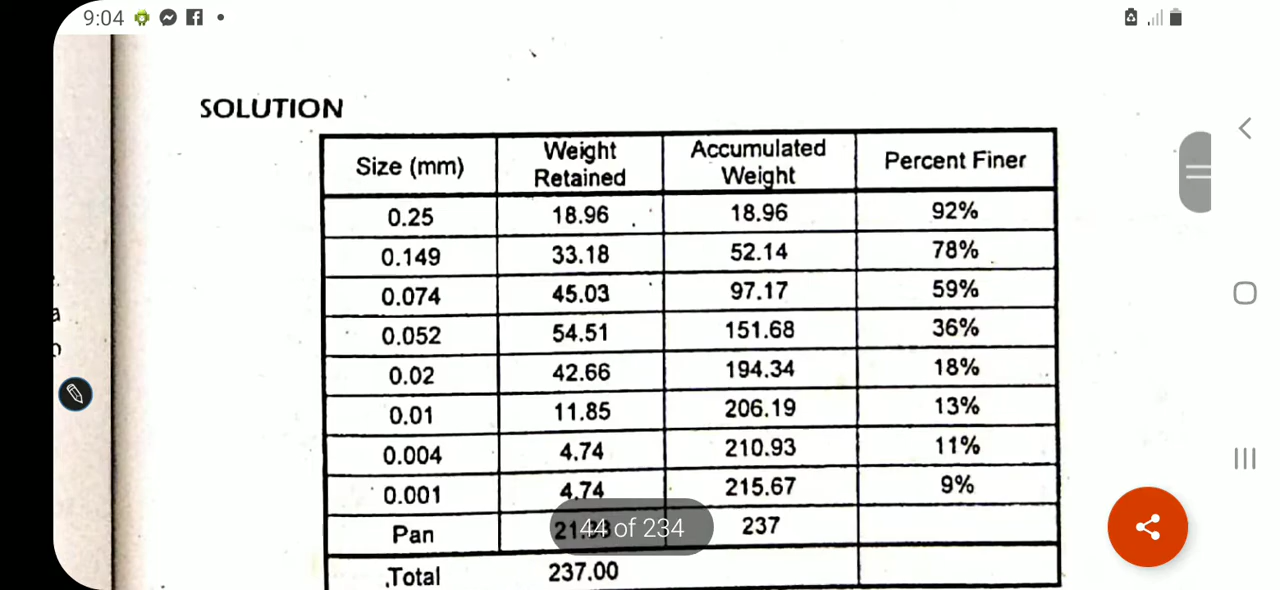 9:04
SOLUTION
Size (mm) Weight Retained Accumulated Weight Percent Finer
0.25 18.96 18.96 92%
0.149 33.18 52.14 78%
0.074 45.03 97.17 59%
0.052 54.51 151.68 36%
0.02 42.66 194.34 18%
0.01 11.85 206.19 13%
0.004 4.74 210.93 11%
0.001 4.74 215.67 9%
Pan 237
44 of 234
Total 237.00